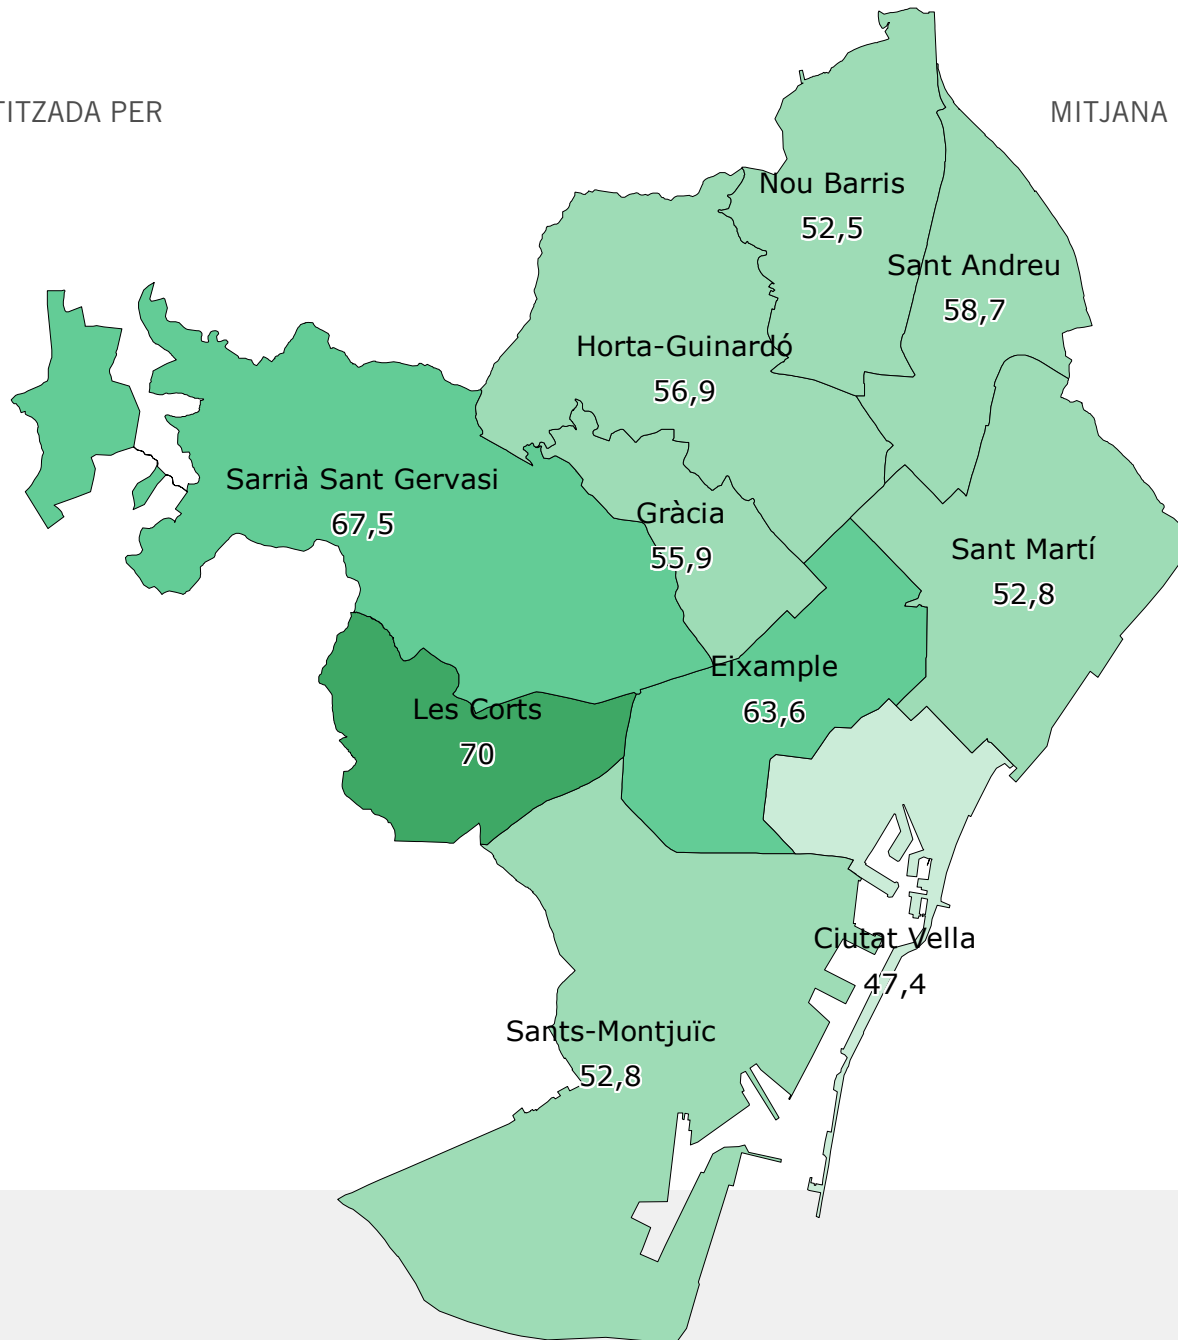 TITZADA PER
MITJANA
Nou Barris
52,5
Sant Andreu
58,7
Horta-Guinardó
56,9
Sarrià Sant Gervasi
67,5
Gràcia
55,9
Sant Martí
52,8
Eixample
63,6
Les Corts
70
Ciutat Vella
47,4
Sants-Montjuïc
52,8